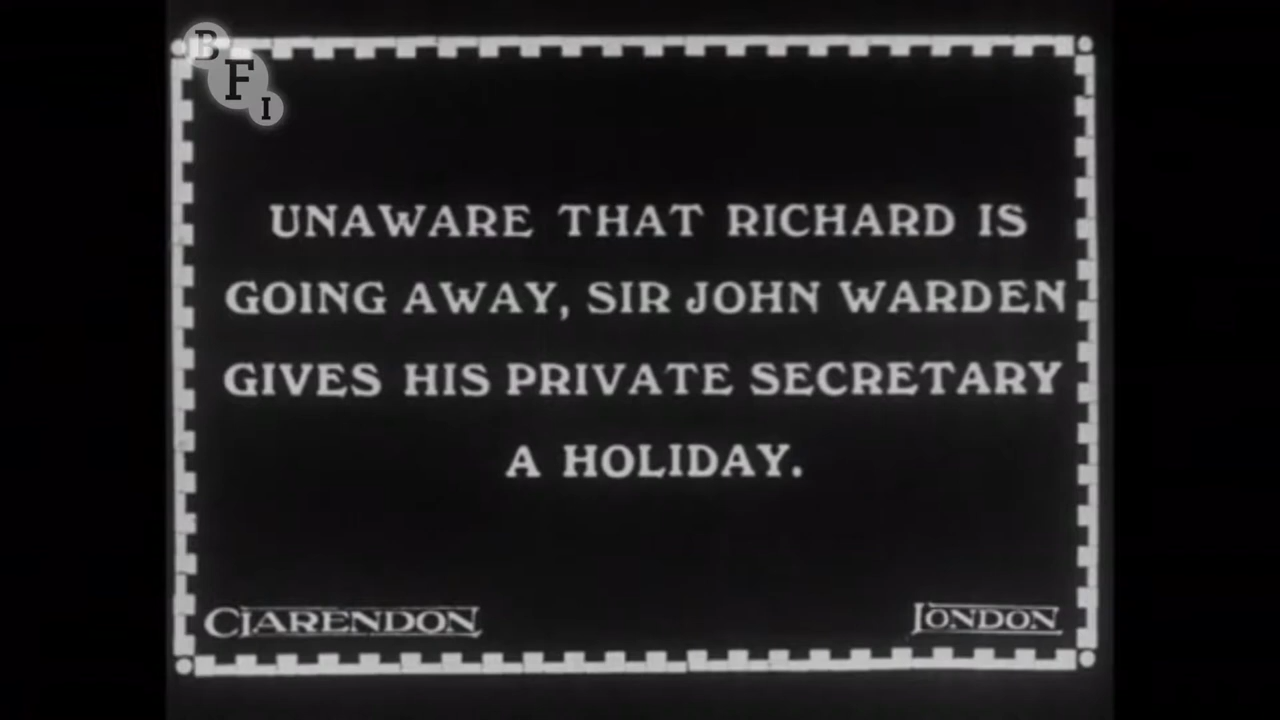 BFI
UNAWARE THAT RICHARD IS
GOING AWAY, SIR JOHN WARDEN
GIVES HIS PRIVATE SECRETARY
A HOLIDAY.
CLARENDON
LONDON